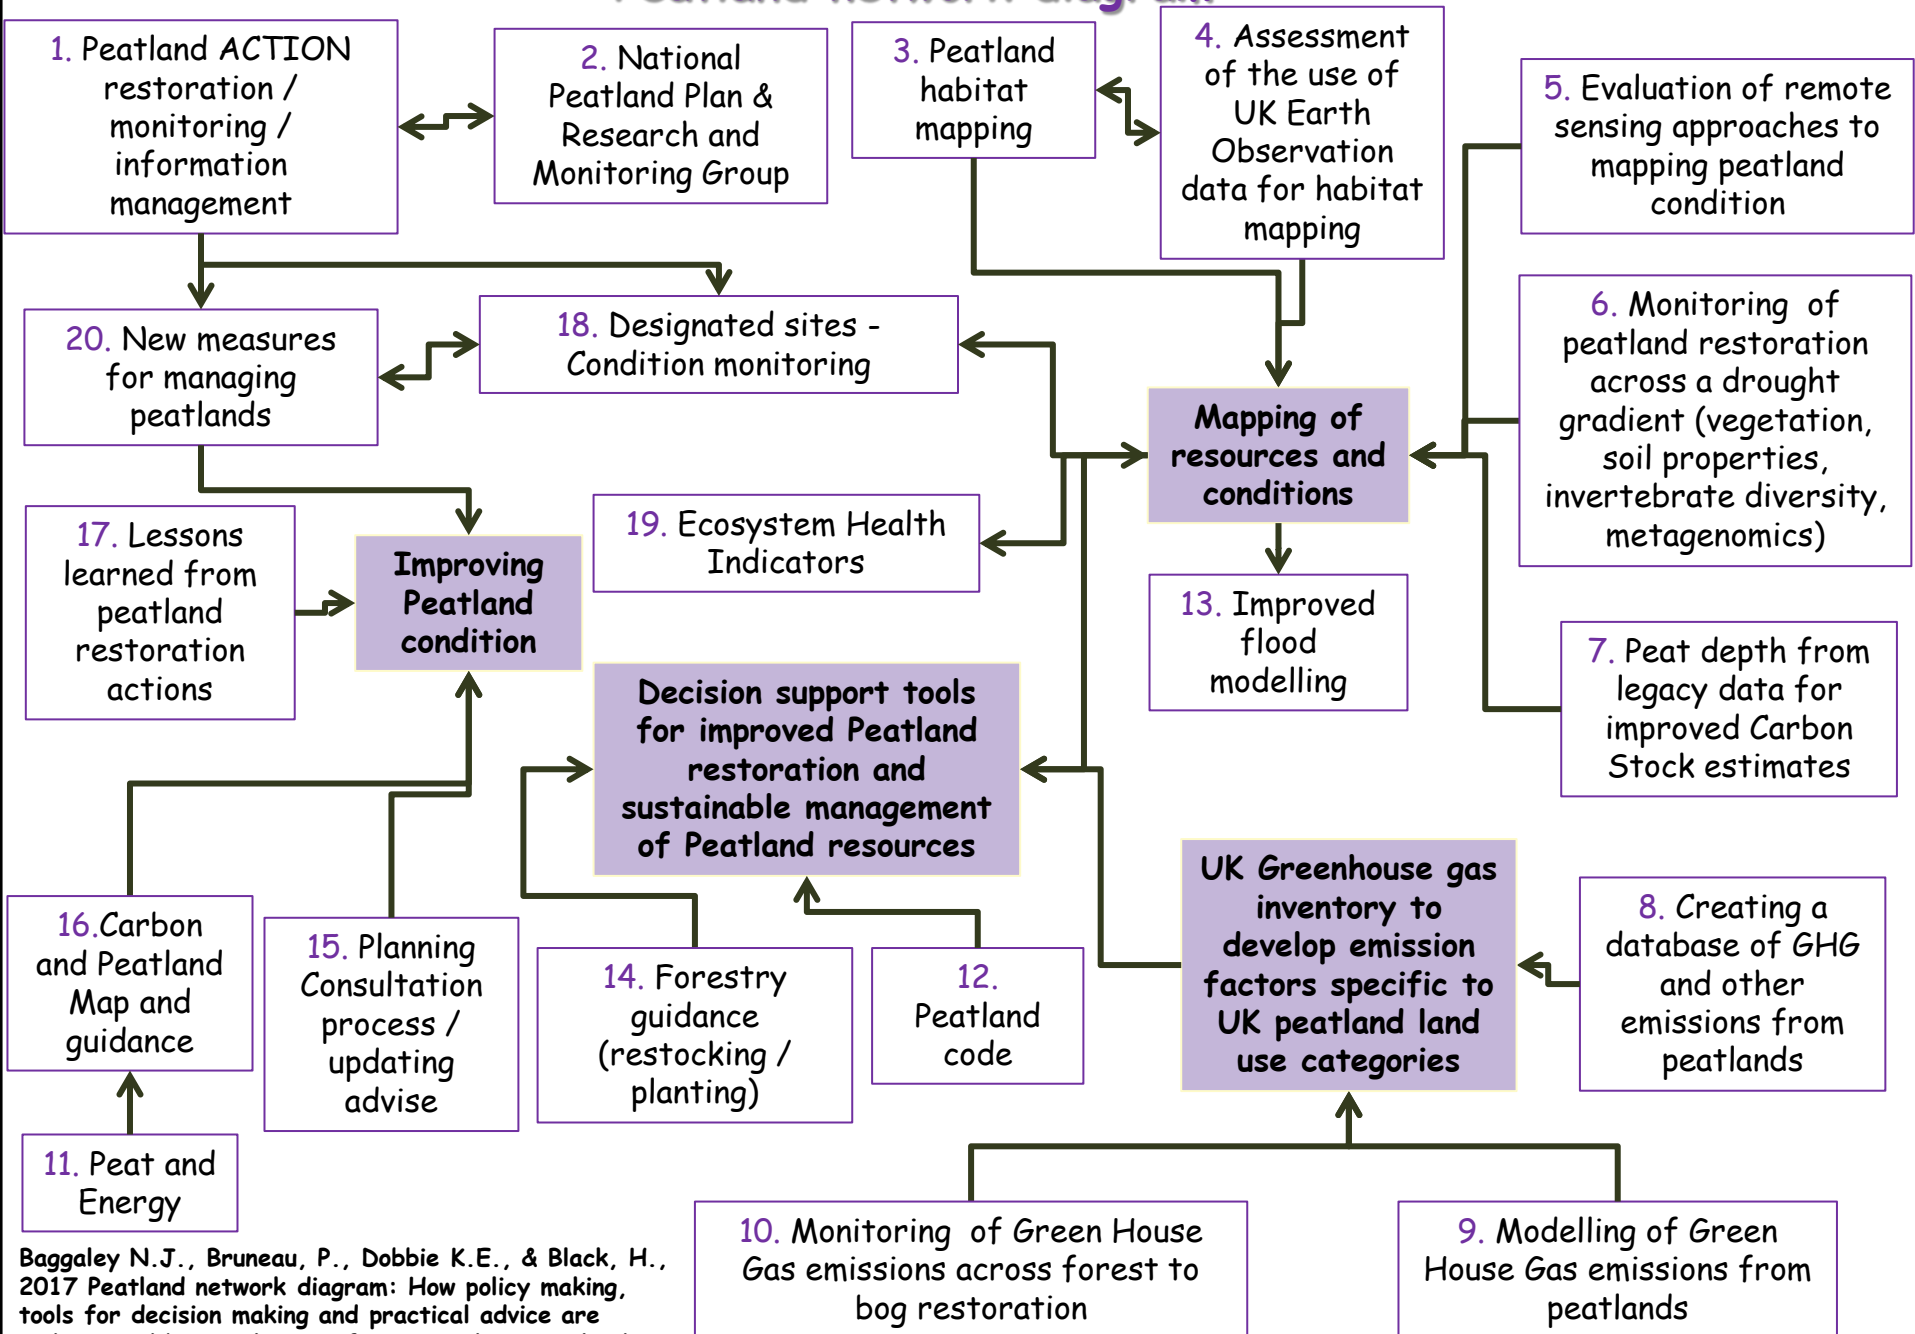 Peatland network diagram
1. Peatland ACTION
restoration /
monitoring /
information
management
2. National
Peatland Plan &
Research and
Monitoring Group
3. Peatland
habitat
mapping
4. Assessment
of the use of
UK Earth
Observation
data for habitat
mapping
5. Evaluation of remote
sensing approaches to
mapping peatland
condition
20. New measures
for managing
peatlands
18. Designated sites -
Condition monitoring
6. Monitoring of
peatland restoration
across a drought
gradient (vegetation,
soil properties,
invertebrate diversity,
metagenomics)
Mapping of
resources and
conditions
17. Lessons
learned from
peatland
restoration
actions
Improving
Peatland
condition
19. Ecosystem Health
Indicators
13. Improved
flood
modelling
7. Peat depth from
legacy data for
improved Carbon
Stock estimates
Decision support tools
for improved Peatland
restoration and
sustainable management
of Peatland resources
UK Greenhouse gas
inventory to
develop emission
factors specific to
UK peatland land
use categories
8. Creating a
database of GHG
and other
emissions from
peatlands
16.Carbon
and Peatland
Map and
guidance
15. Planning
Consultation
process /
updating
advise
14. Forestry
guidance
(restocking /
planting)
12.
Peatland
code
11. Peat and
Energy
10. Monitoring of Green House
Gas emissions across forest to
bog restoration
9. Modelling of Green
House Gas emissions from
peatlands
Baggaley N.J., Bruneau, P., Dobbie K.E., & Black, H.,
2017 Peatland network diagram: How policy making,
tools for decision making and practical advice are